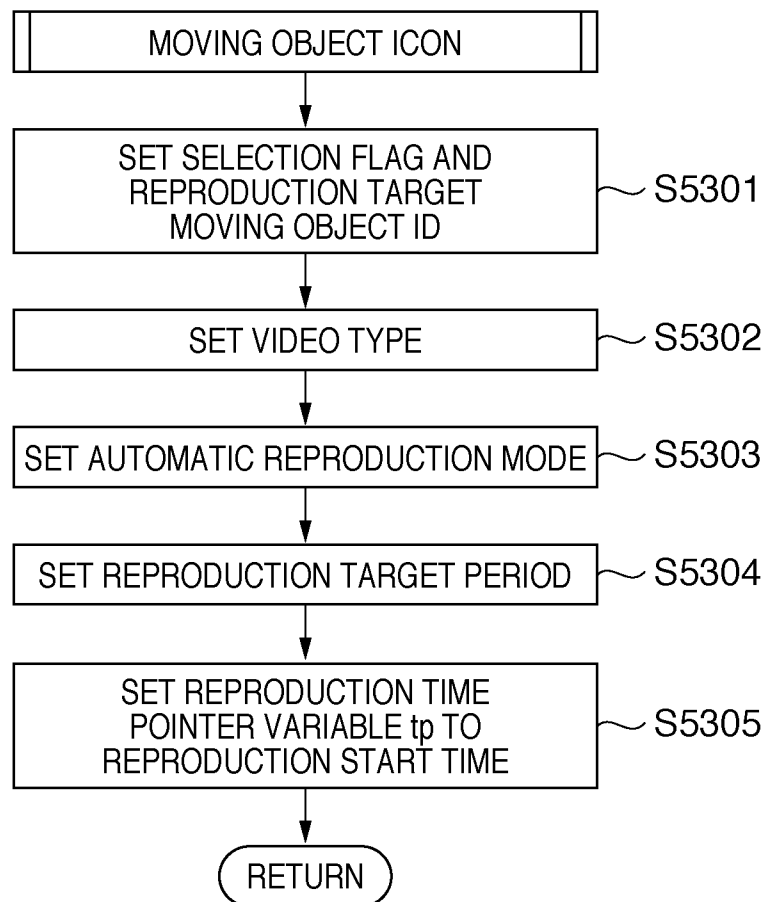 MOVING OBJECT ICON
SET SELECTION FLAG AND
REPRODUCTION TARGET
MOVING OBJECT ID
S5301
SET VIDEO TYPE
S5302
SET AUTOMATIC REPRODUCTION MODE
S5303
SET REPRODUCTION TARGET PERIOD
S5304
SET REPRODUCTION TIME
POINTER VARIABLE tp TO
REPRODUCTION START TIME
S5305
RETURN